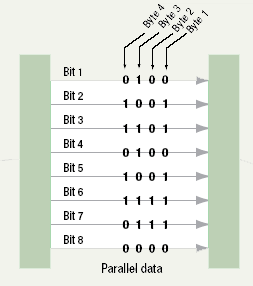 Byte 4
Byte 3
Byte 2
Byte 1
Bit 1 0 1 0 0
Bit 2 1 0 0 1
Bit 3 1 1 0 1
Bit 4 0 1 0 0
Bit 5 1 0 0 1
Bit 6 1 1 1 1
Bit 7 0 1 1 1
Bit 8 0 0 0 0
Parallel data